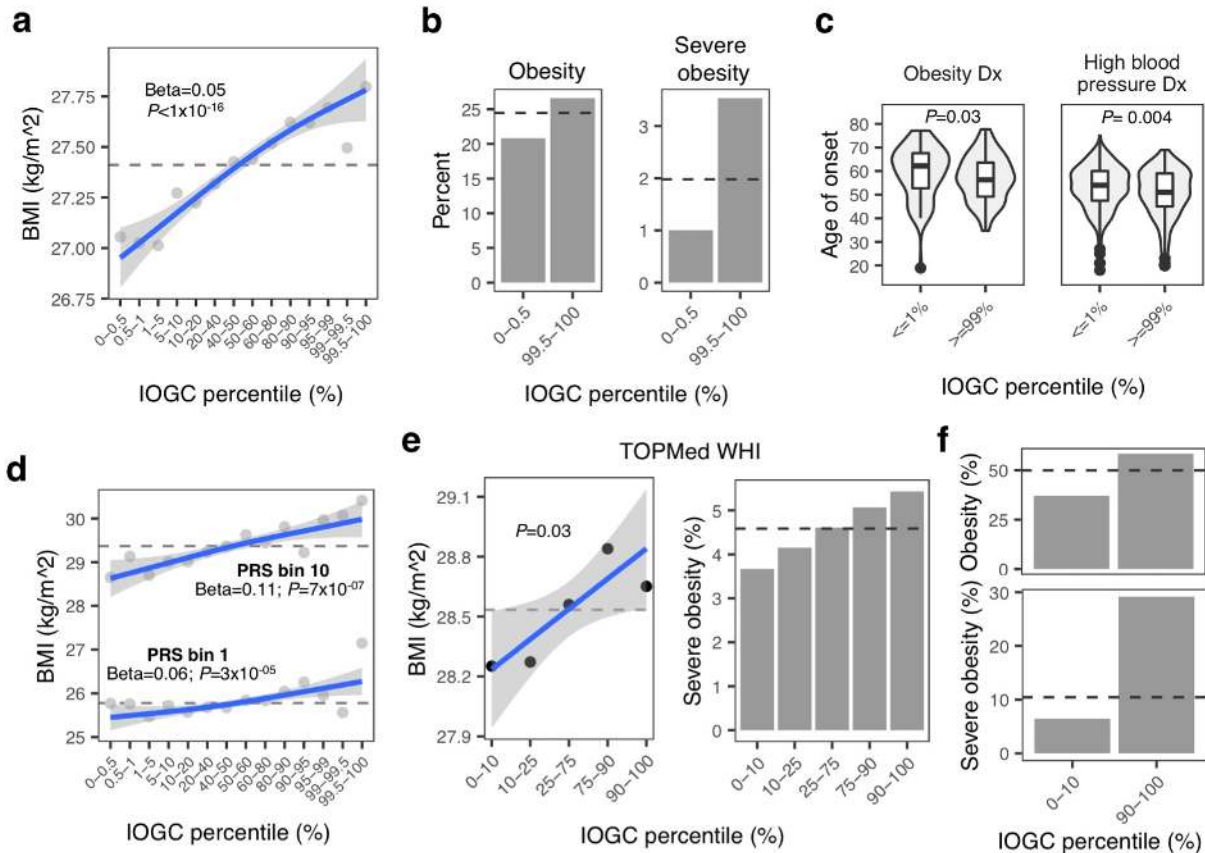 a
Beta=0.05
P<1x10-16
BMI (kg/m^2)
27.75
27.50
27.25
27.00
26.75
0−0.5
0.5−1
1−5
5−10
10−20
20−40
40−50
50−60
60−80
80−90
90−95
95−99
99−99.5
99.5−100
IOGC percentile (%)
b
Obesity
Severe
obesity
Percent
25
20
15
10
5
0
3
2
1
0
0−0.5
99.5−100
0−0.5
99.5−100
IOGC percentile (%)
c
Obesity Dx
High blood
pressure Dx
P=0.03
P= 0.004
Age of onset
80
70
60
50
40
30
20
<=1%
>=99%
<=1%
>=99%
IOGC percentile (%)
d
BMI (kg/m^2)
30
29
28
27
26
25
PRS bin 10
Beta=0.11; P=7x10-07
PRS bin 1
Beta=0.06; P=3x10-05
0−0.5
0.5−1
1−5
5−10
10−20
20−40
40−50
50−60
60−80
80−90
90−95
95−99
99−99.5
99.5−100
IOGC percentile (%)
e
TOPMed WHI
BMI (kg/m^2)
29.1
28.8
28.5
28.2
27.9
P=0.03
0−10
10−25
25−75
75−90
90−100
Severe obesity (%)
5
4
3
2
1
0
0−10
10−25
25−75
75−90
90−100
IOGC percentile (%)
f
Obesity (%)
50
25
0
Severe obesity (%)
30
20
10
0
0−10
90−100
IOGC percentile (%)